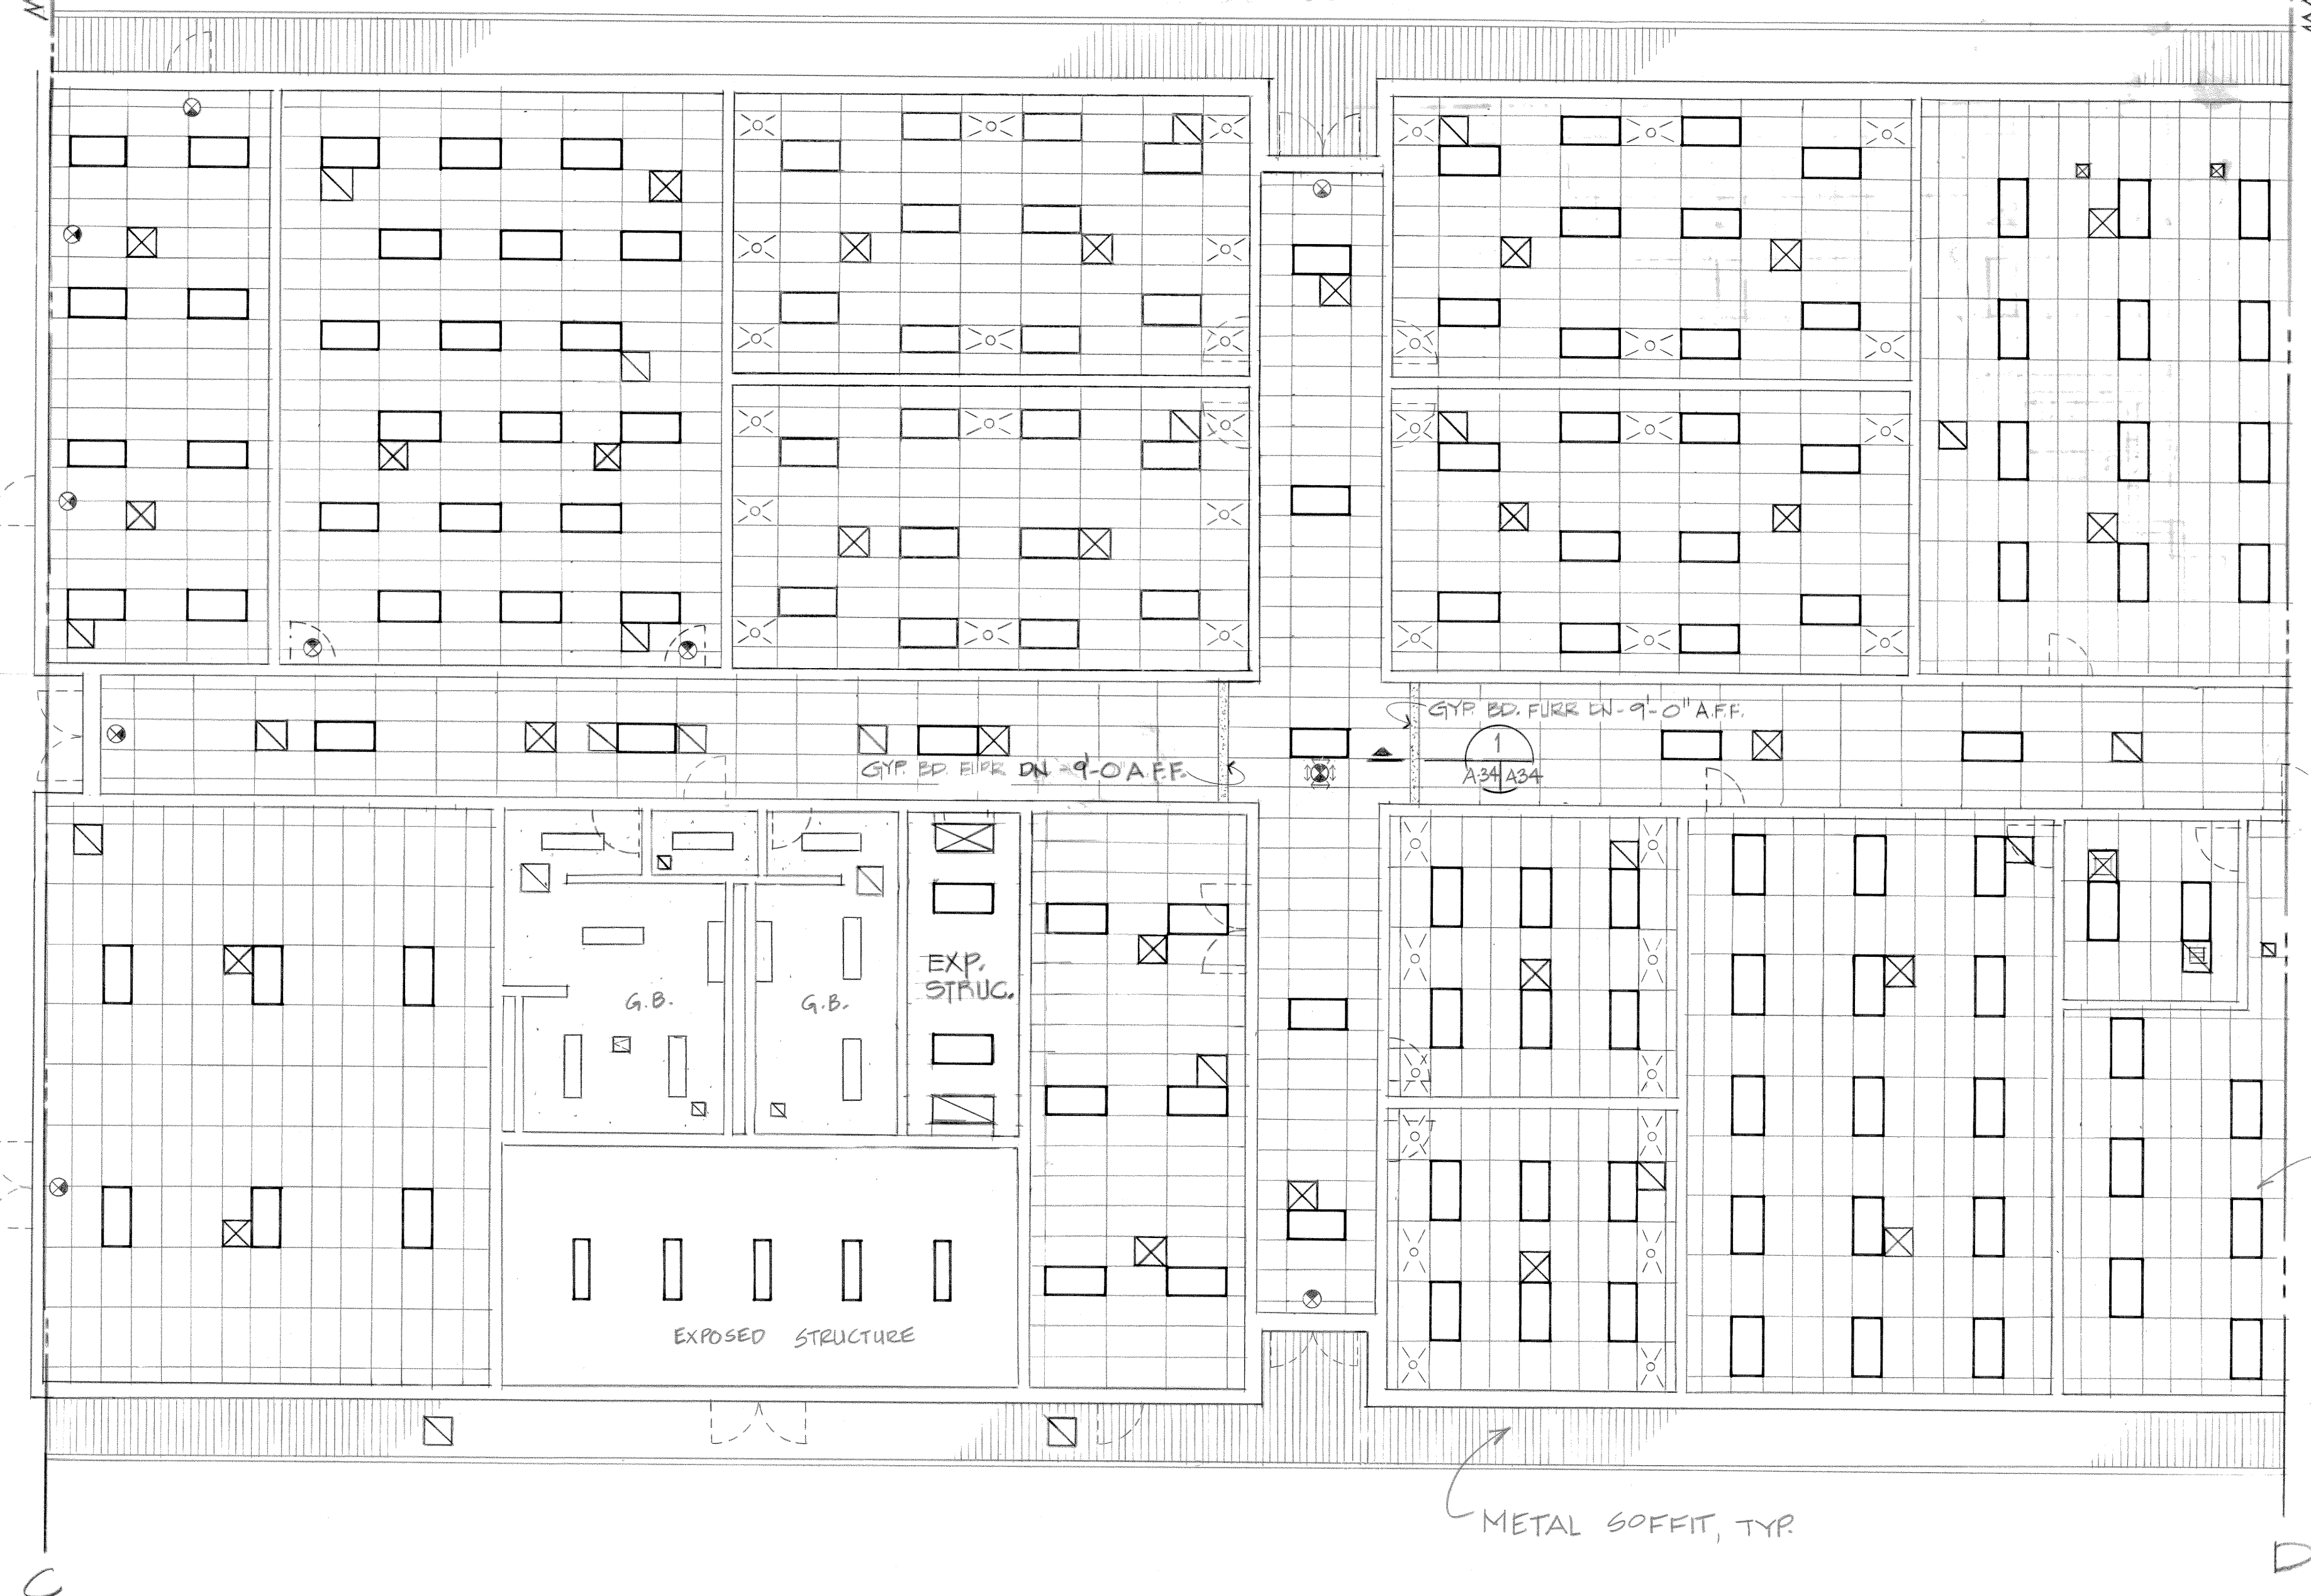 GYP. BD. FURR DN - 9'-0" A.F.F.
1
A-34 A34
GYP. BD. FURR DN - 9'-0 A.F.F.
EXP.
STRUC.
G.B.
G.B.
EXPOSED STRUCTURE
METAL SOFFIT, TYP.
C
D